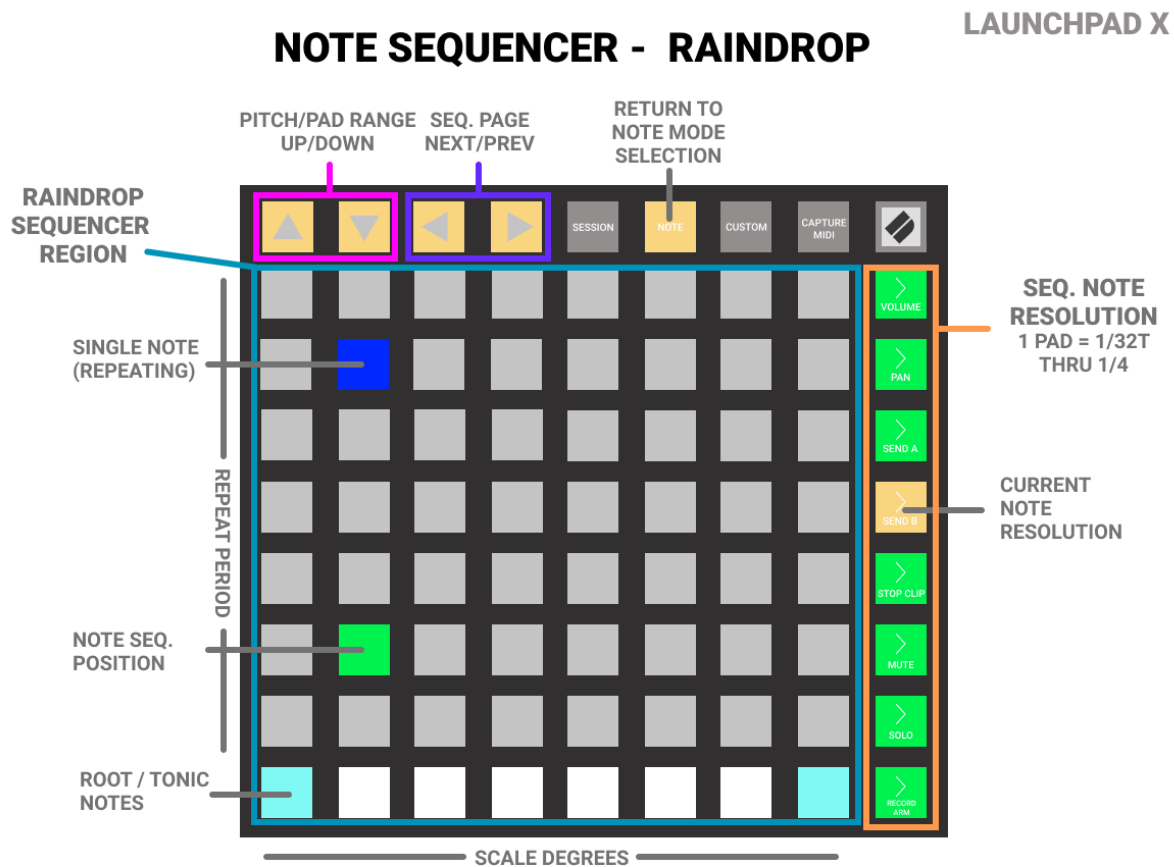 LAUNCHPAD X
NOTE SEQUENCER - RAINDROP
PITCH/PAD RANGE
UP/DOWN
SEQ. PAGE
NEXT/PREV
RETURN TO
NOTE MODE
SELECTION
RAINDROP
SEQUENCER
REGION
SESSION
NOTE
CUSTOM
CAPTURE
MIDI
VOLUME
SEQ. NOTE
RESOLUTION
1 PAD = 1/32T
THRU 1/4
SINGLE NOTE
(REPEATING)
PAN
SEND A
REPEAT PERIOD
SEND B
CURRENT
NOTE
RESOLUTION
STOP CLIP
NOTE SEQ.
POSITION
MUTE
SOLO
ROOT / TONIC
NOTES
RECORD
ARM
SCALE DEGREES